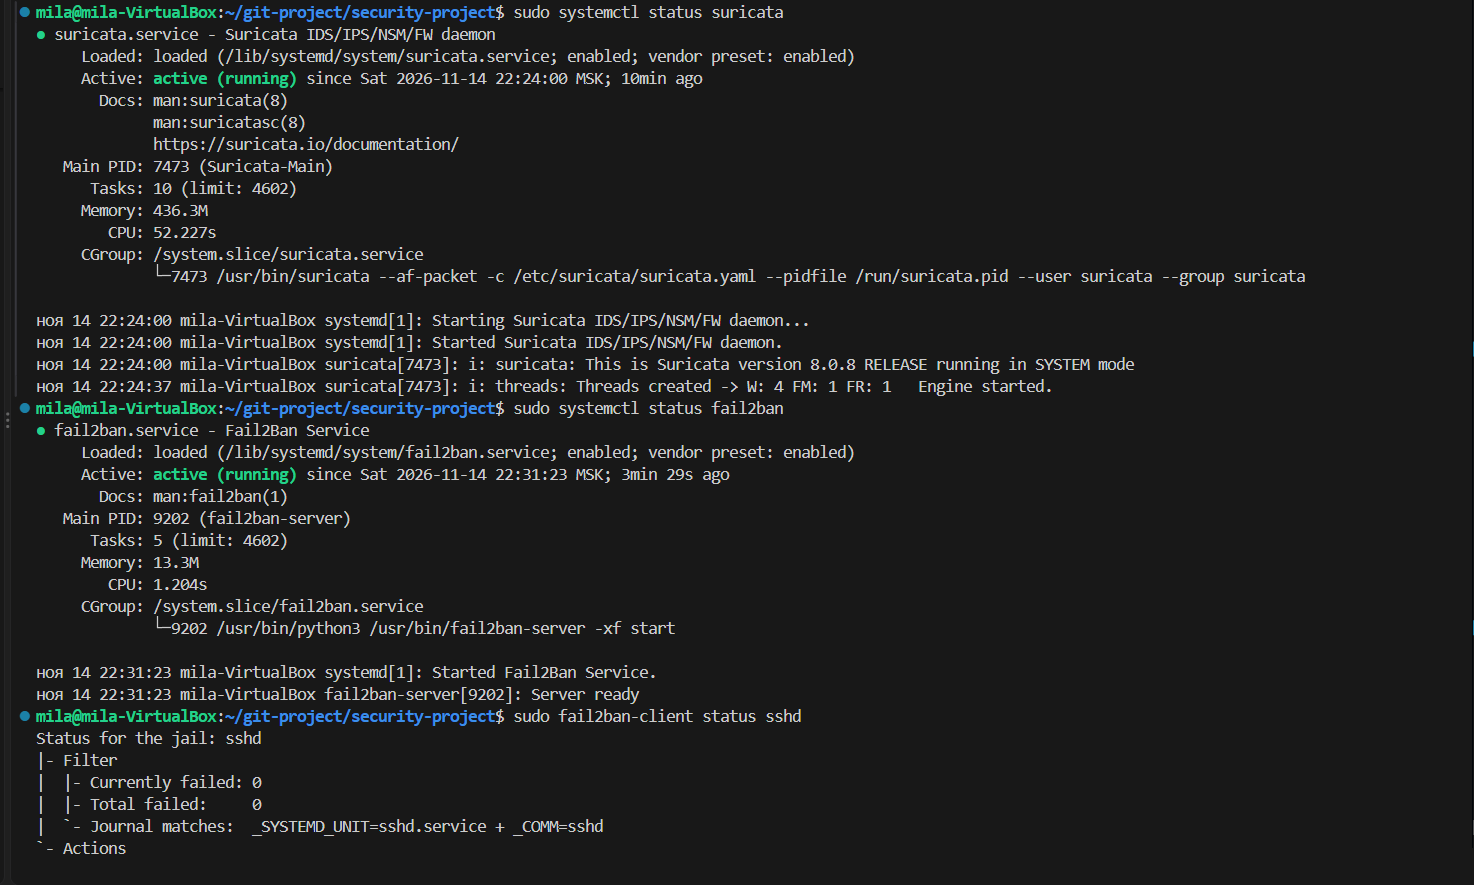 mila@mila-VirtualBox:~/git-project/security-project$ sudo systemctl status suricata
● suricata.service - Suricata IDS/IPS/NSM/FW daemon
     Loaded: loaded (/lib/systemd/system/suricata.service; enabled; vendor preset: enabled)
     Active: active (running) since Sat 2026-11-14 22:24:00 MSK; 10min ago
       Docs: man:suricata(8)
             man:suricatasc(8)
             https://suricata.io/documentation/
   Main PID: 7473 (Suricata-Main)
      Tasks: 10 (limit: 4602)
     Memory: 436.3M
        CPU: 52.227s
     CGroup: /system.slice/suricata.service
             └─7473 /usr/bin/suricata --af-packet -c /etc/suricata/suricata.yaml --pidfile /run/suricata.pid --user suricata --group suricata

ноя 14 22:24:00 mila-VirtualBox systemd[1]: Starting Suricata IDS/IPS/NSM/FW daemon...
ноя 14 22:24:00 mila-VirtualBox systemd[1]: Started Suricata IDS/IPS/NSM/FW daemon.
ноя 14 22:24:00 mila-VirtualBox suricata[7473]: i: suricata: This is Suricata version 8.0.8 RELEASE running in SYSTEM mode
ноя 14 22:24:37 mila-VirtualBox suricata[7473]: i: threads: Threads created -> W: 4 FM: 1 FR: 1   Engine started.
mila@mila-VirtualBox:~/git-project/security-project$ sudo systemctl status fail2ban
● fail2ban.service - Fail2Ban Service
     Loaded: loaded (/lib/systemd/system/fail2ban.service; enabled; vendor preset: enabled)
     Active: active (running) since Sat 2026-11-14 22:31:23 MSK; 3min 29s ago
       Docs: man:fail2ban(1)
   Main PID: 9202 (fail2ban-server)
      Tasks: 5 (limit: 4602)
     Memory: 13.3M
        CPU: 1.204s
     CGroup: /system.slice/fail2ban.service
             └─9202 /usr/bin/python3 /usr/bin/fail2ban-server -xf start

ноя 14 22:31:23 mila-VirtualBox systemd[1]: Started Fail2Ban Service.
ноя 14 22:31:23 mila-VirtualBox fail2ban-server[9202]: Server ready
mila@mila-VirtualBox:~/git-project/security-project$ sudo fail2ban-client status sshd
Status for the jail: sshd
|- Filter
|  |- Currently failed: 0
|  |- Total failed:     0
|  `- Journal matches:  _SYSTEMD_UNIT=sshd.service + _COMM=sshd
`- Actions